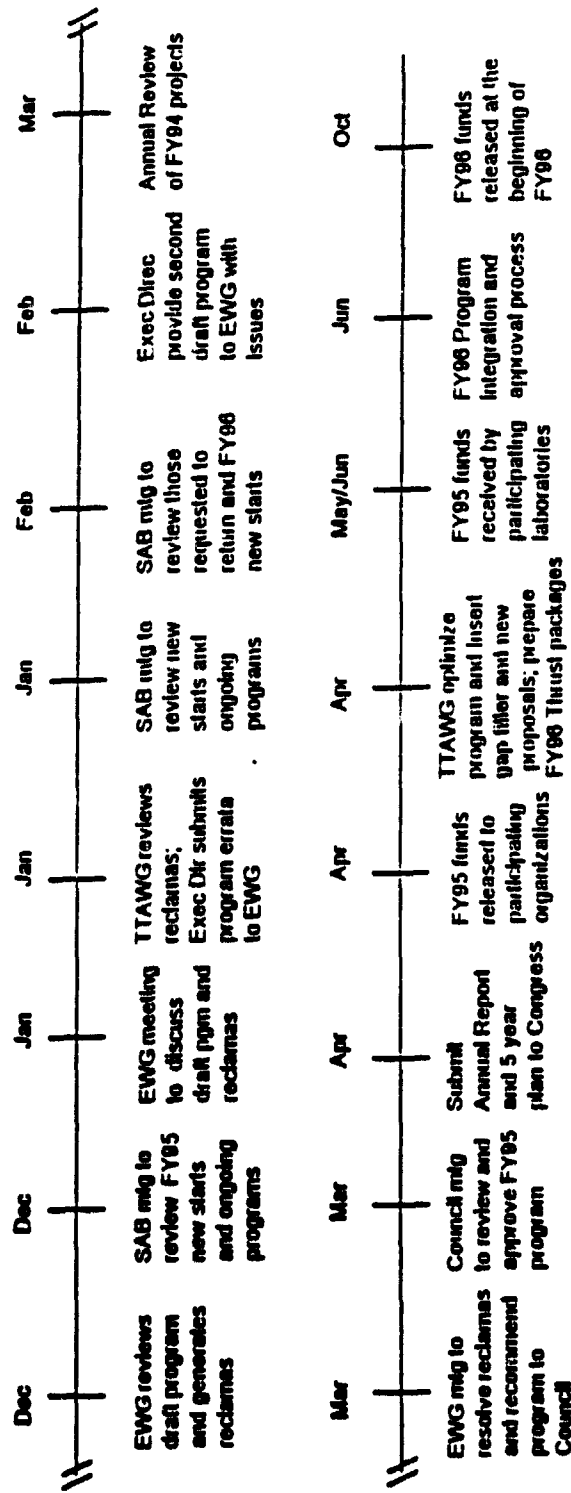 Dec
EWG reviews
draft program
and generates
reclamas
Dec
SAB mtg to
review FY95
new starts
and ongoing
programs
Jan
EWG meeting
to discuss
draft pgm and
reclamas
Jan
TTAWG reviews
reclamas;
Exec Dir submits
program errata
to EWG
Jan
SAB mtg to
review new
starts and
ongoing
programs
Feb
SAB mtg to
review those
requested to
return and FY96
new starts
Feb
Exec Direc
provide second
draft program
to EWG with
issues
Mar
Annual Review
of FY94 projects
Mar
EWG mtg to
resolve reclamas
and recommend
program to
Council
Mar
Council mtg
to review and
approve FY95
program
Apr
Submit
Annual Report
and 5 year
plan to Congress
Apr
FY95 funds
released to
participating
organizations
Apr
TTAWG optimize
program and insert
gap filler and new
proposals; prepare
FY96 Thrust packages
May/Jun
FY95 funds
received by
participating
laboratories
Jun
FY96 Program
Integration and
approval process
Oct
FY96 funds
released at the
beginning of
FY96